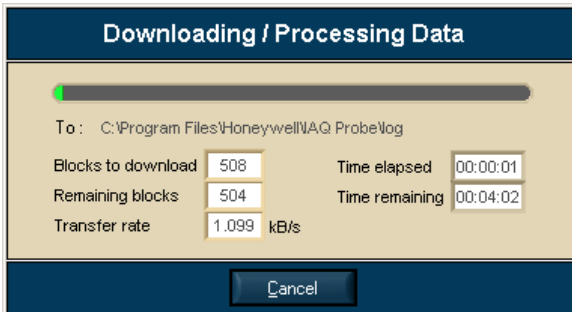 Downloading / Processing Data
To: C:\Program Files\Honeywell\IAQ Probe\log
Blocks to download 508 Time elapsed 00:00:01
Remaining blocks 504 Time remaining 00:04:02
Transfer rate 1.099 kB/s
Cancel